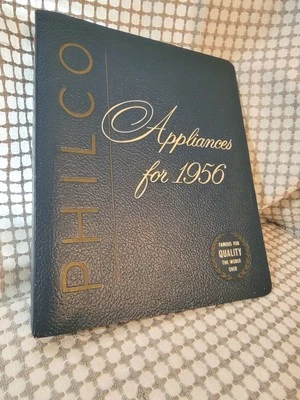 PHILCO
Appliances
for 1956
FAMOUS FOR
QUALITY
THE WORLD
OVER